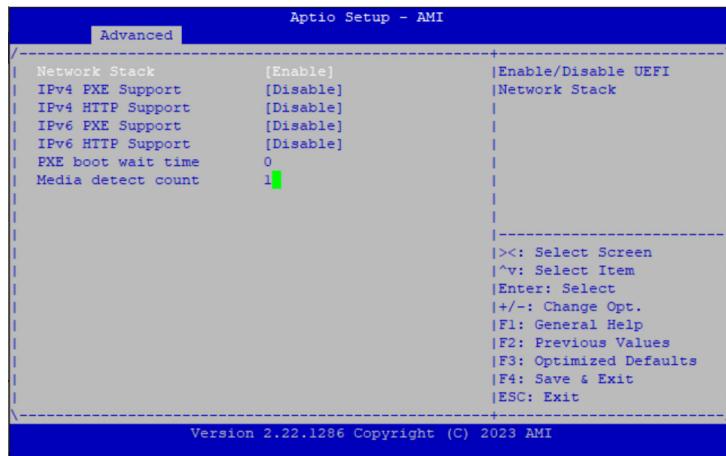 Aptio Setup - AMI
Advanced
Network Stack [Enable]
IPv4 PXE Support [Disable]
IPv4 HTTP Support [Disable]
IPv6 PXE Support [Disable]
IPv6 HTTP Support [Disable]
PXE boot wait time 0
Media detect count 1
Enable/Disable UEFI
Network Stack
><: Select Screen
^v: Select Item
Enter: Select
+/-: Change Opt.
F1: General Help
F2: Previous Values
F3: Optimized Defaults
F4: Save & Exit
ESC: Exit
Version 2.22.1286 Copyright (C) 2023 AMI